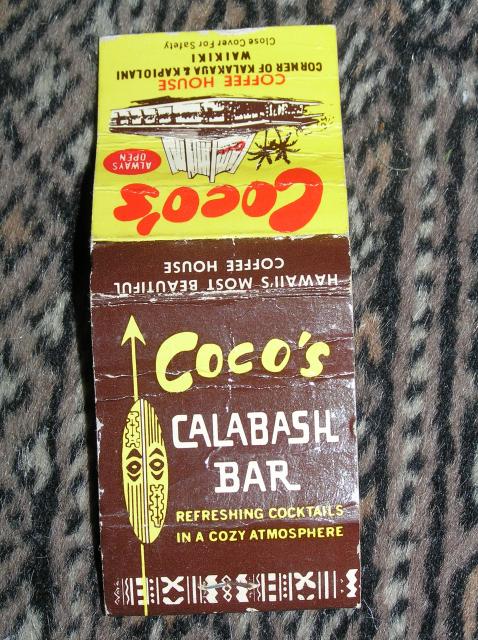 Close Cover For Safety
WAIKIKI
CORNER OF KALAKAUA & KAPIOLANI
COFFEE HOUSE
ALWAYS
OPEN
Coco's
Coco's
HAWAII'S MOST BEAUTIFUL
COFFEE HOUSE
Coco's
CALABASH
BAR
REFRESHING COCKTAILS
IN A COZY ATMOSPHERE